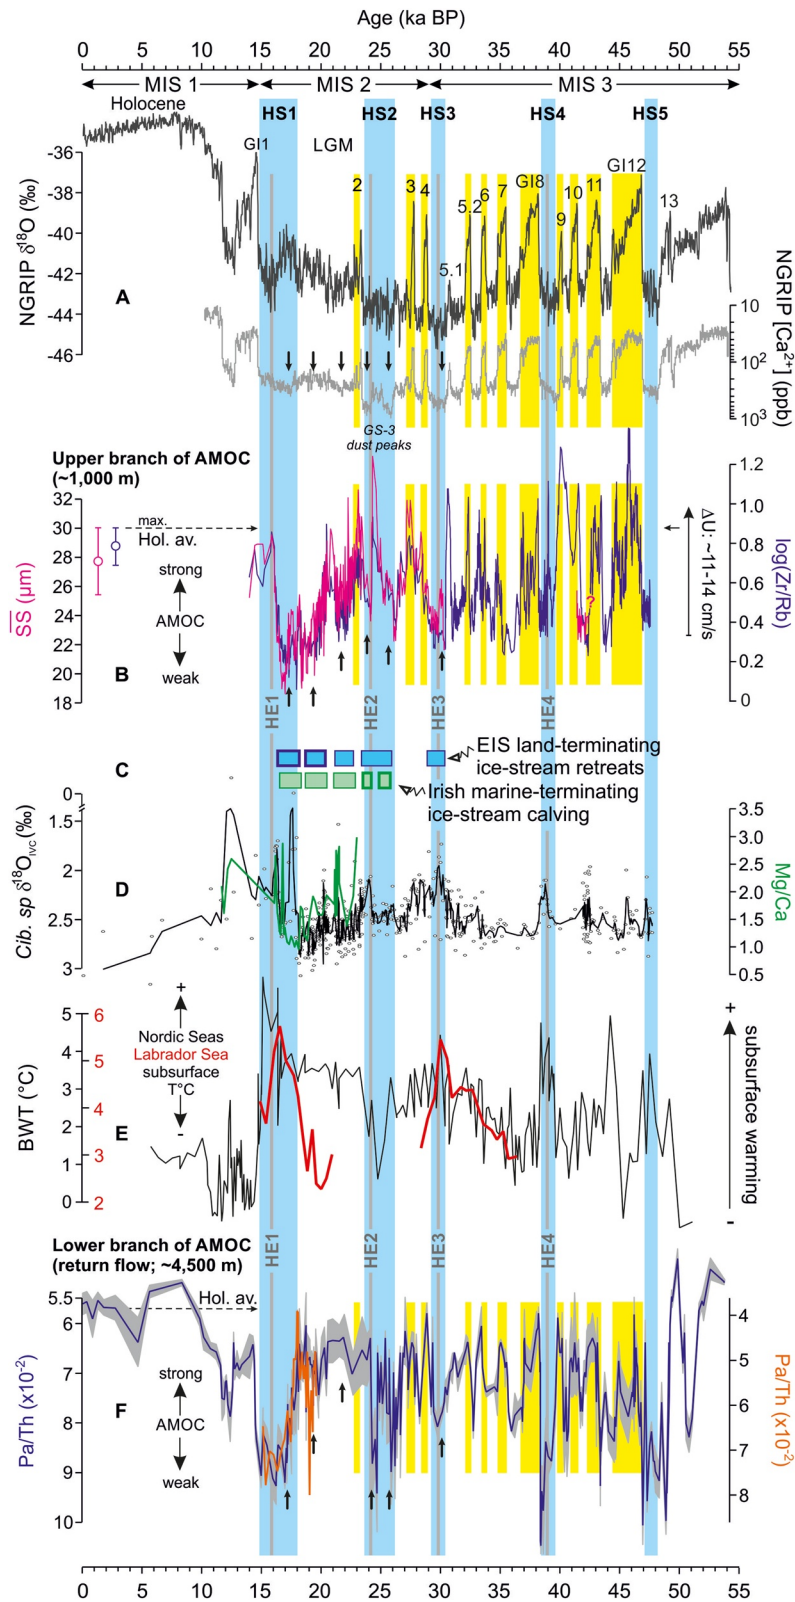 Age (ka BP)
0 5 10 15 20 25 30 35 40 45 50 55
MIS 1 MIS 2 MIS 3
Holocene
HS1 HS2 HS3 HS4 HS5
GI1 LGM
2 3 4 5.1 5.2 6 7 GI8 9 10 11 GI12 13
NGRIP δ18O (‰)
-36
-38
-40
-42
-44
-46
A
NGRIP [Ca2+] (ppb)
10
10²
10³
GS-3
dust peaks
Upper branch of AMOC
(~1,000 m)
SS (µm)
32
30
28
26
24
22
20
18
max.
Hol. av.
strong
AMOC
weak
B
?
log(Zr/Rb)
1.2
1.0
0.8
0.6
0.4
0.2
0
ΔU: ~11-14 cm/s
HE1 HE2 HE3 HE4
C
EIS land-terminating
ice-stream retreats
Irish marine-terminating
ice-stream calving
Cib. sp δ18OIVC (‰)
0
1.5
2
2.5
3
D
Mg/Ca
3.5
3.0
2.5
2.0
1.5
1.0
0.5
BWT (°C)
5
4
3
2
1
0
6
5
4
3
2
+
Nordic Seas
Labrador Sea
subsurface
T°C
-
E
+
subsurface warming
-
HE1 HE2 HE3 HE4
Lower branch of AMOC
(return flow; ~4,500 m)
Hol. av.
Pa/Th (x10-2)
5.5
6
7
8
9
10
strong
AMOC
weak
F
Pa/Th (x10-2)
4
5
6
7
8
0 5 10 15 20 25 30 35 40 45 50 55